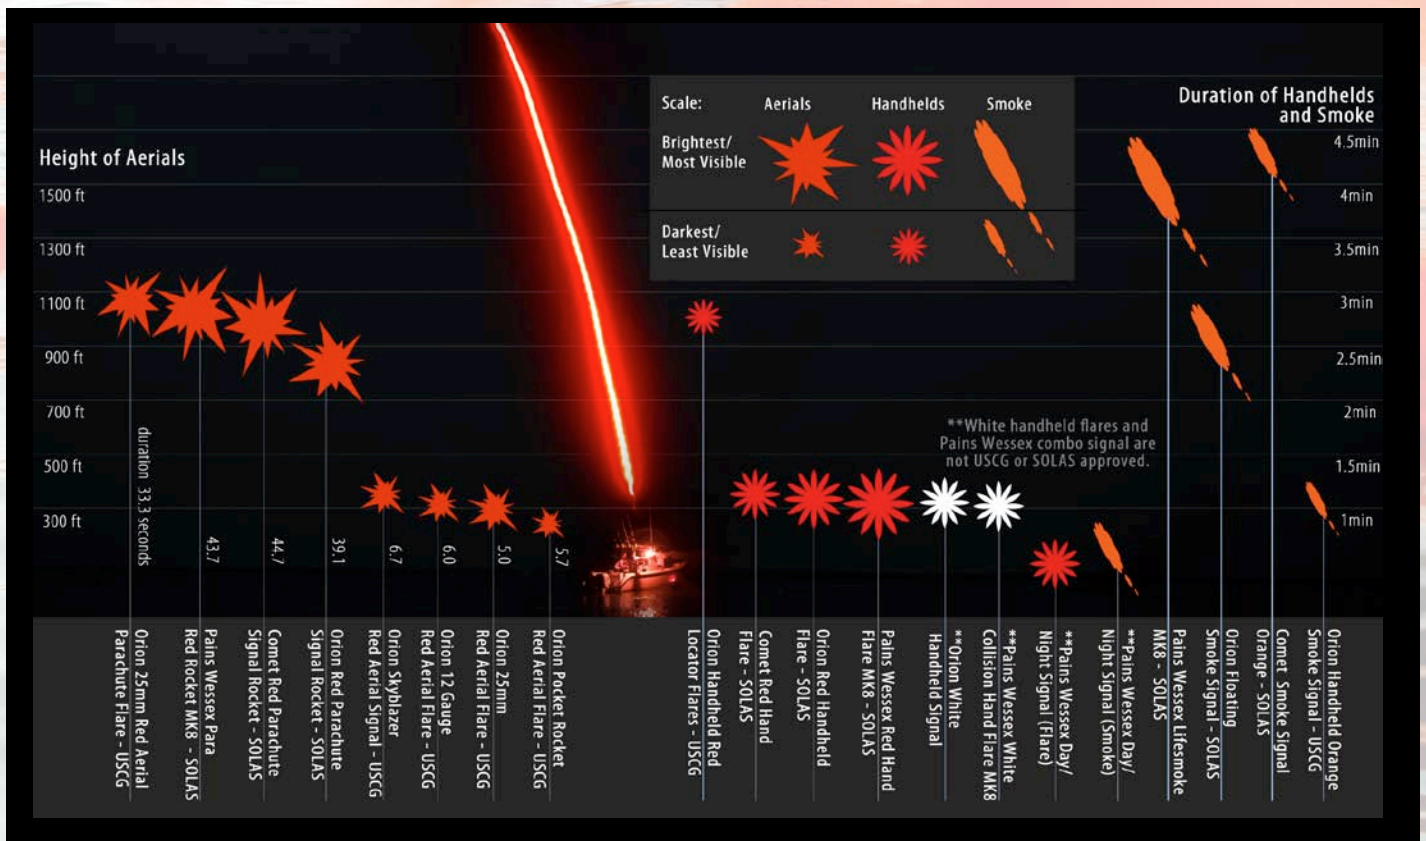 Scale:
Aerials
Handhelds
Smoke
Brightest/
Most Visible
Darkest/
Least Visible
Duration of Handhelds
and Smoke
4.5min
4min
3.5min
3min
2.5min
2min
1.5min
1min
Height of Aerials
1500 ft
1300 ft
1100 ft
900 ft
700 ft
500 ft
300 ft
duration 33.3 seconds
43.7
44.7
39.1
6.7
6.0
5.0
5.7
**White handheld flares and
Pains Wessex combo signal are
not USCG or SOLAS approved.
Orion 25mm Red Aerial
Parachute Flare - USCG
Pains Wessex Para
Red Rocket MK8 - SOLAS
Comet Red Parachute
Signal Rocket - SOLAS
Orion Red Parachute
Signal Rocket - SOLAS
Orion Skyblazer
Red Aerial Signal - USCG
Orion 12 Gauge
Red Aerial Flare - USCG
Orion 25mm
Red Aerial Flare - USCG
Orion Pocket Rocket
Red Aerial Flare - USCG
Orion Handheld Red
Locator Flares - USCG
Comet Red Hand
Flare - SOLAS
Orion Red Handheld
Flare - SOLAS
Pains Wessex Red Hand
Flare MK8 - SOLAS
**Orion White
Handheld Signal
**Pains Wessex White
Collision Hand Flare MK8
**Pains Wessex Day/
Night Signal (Flare)
**Pains Wessex Day/
Night Signal (Smoke)
Pains Wessex Lifesmoke
MK8 - SOLAS
Orion Floating
Smoke Signal - SOLAS
Comet Smoke Signal
Orange - SOLAS
Orion Handheld Orange
Smoke Signal - USCG